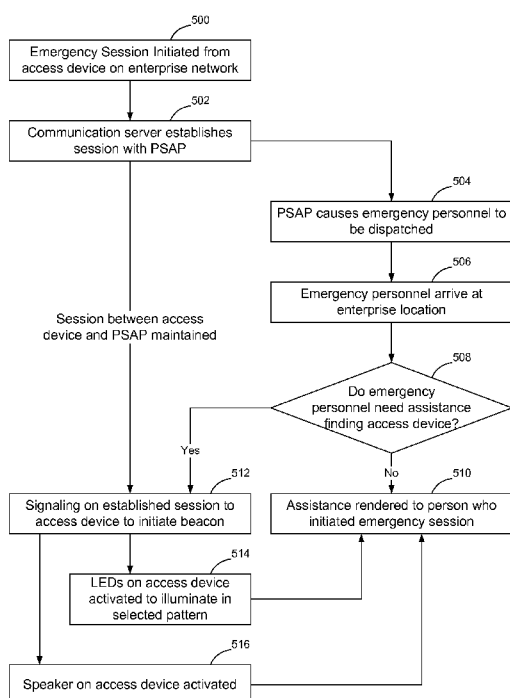 500
Emergency Session Initiated from
access device on enterprise network
502
Communication server establishes
session with PSAP
504
PSAP causes emergency personnel to
be dispatched
506
Emergency personnel arrive at
enterprise location
Session between access
device and PSAP maintained
508
Do emergency
personnel need assistance
finding access device?
Yes
No
512
Signaling on established session to
access device to initiate beacon
510
Assistance rendered to person who
initiated emergency session
514
LEDs on access device
activated to illuminate in
selected pattern
516
Speaker on access device activated